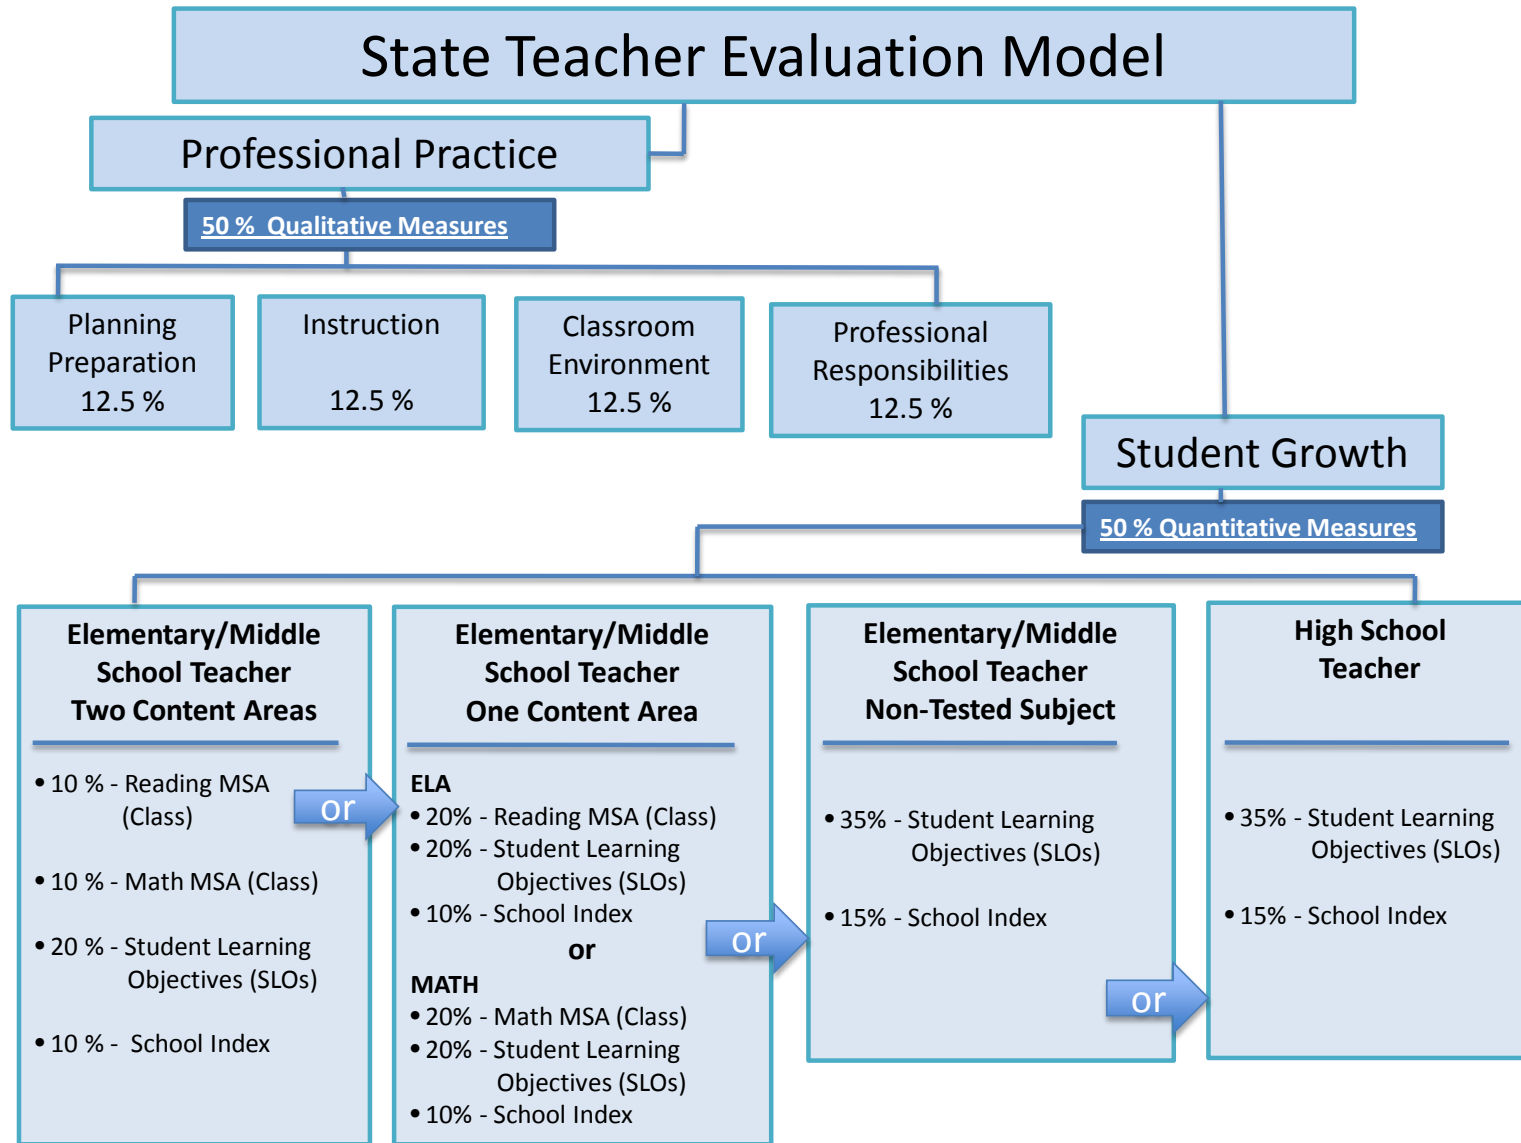 State Teacher Evaluation Model
Professional Practice
50 %  Qualitative Measures
Planning
Preparation
12.5 %
Instruction
12.5 %
Classroom
Environment
12.5 %
Professional
Responsibilities
12.5 %
Student Growth
50 % Quantitative Measures
Elementary/Middle
School Teacher
Two Content Areas
• 10 % - Reading MSA
(Class)
• 10 % - Math MSA (Class)
• 20 % - Student Learning
Objectives (SLOs)
• 10 % -  School Index
or
Elementary/Middle
School Teacher
One Content Area
ELA
• 20% - Reading MSA (Class)
• 20% - Student Learning
Objectives (SLOs)
• 10% - School Index
or
MATH
• 20% - Math MSA (Class)
• 20% - Student Learning
Objectives (SLOs)
• 10% - School Index
or
Elementary/Middle
School Teacher
Non-Tested Subject
• 35% - Student Learning
Objectives (SLOs)
• 15% - School Index
or
High School
Teacher
• 35% - Student Learning
Objectives (SLOs)
• 15% - School Index